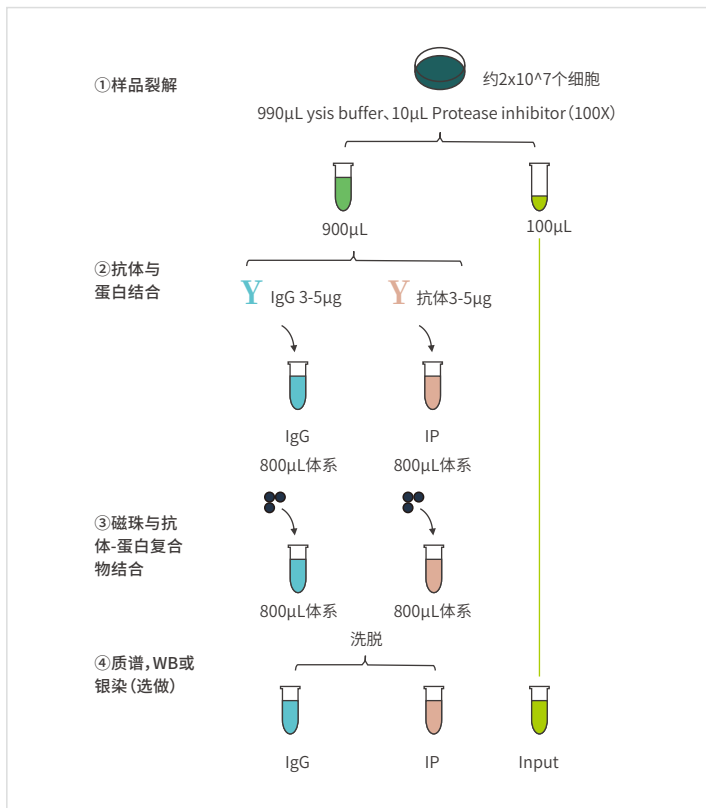 ①样品裂解
约2x10^7个细胞
990μL ysis buffer、10μL Protease inhibitor(100X)
900μL
100μL
②抗体与
蛋白结合
Y IgG 3-5μg
Y 抗体3-5μg
IgG
IP
800μL体系
800μL体系
③磁珠与抗
体-蛋白复合
物结合
800μL体系
800μL体系
洗脱
④质谱,WB或
银染(选做)
IgG
IP
Input